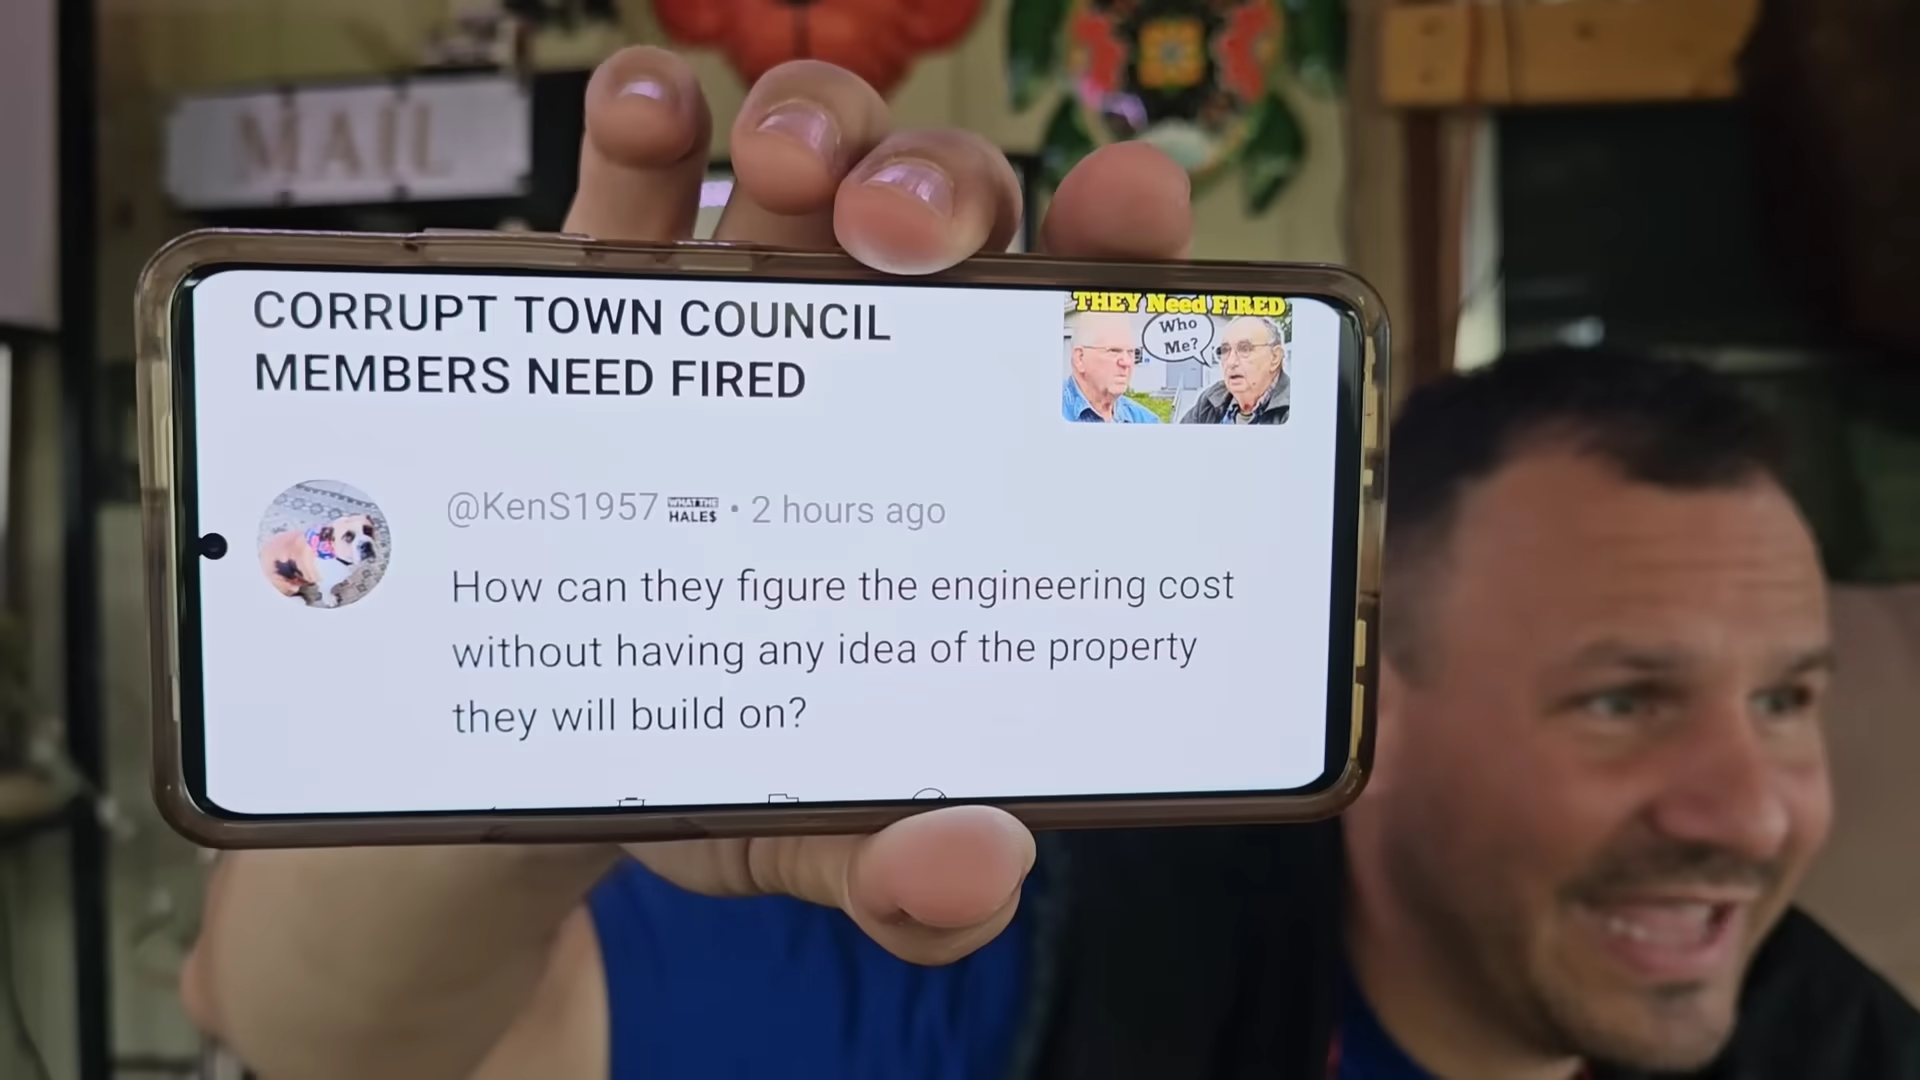 MAIL
CORRUPT TOWN COUNCIL
MEMBERS NEED FIRED
THEY Need FIRED
Who
Me?
@KenS1957 WHAT THE HALE$ • 2 hours ago
How can they figure the engineering cost
without having any idea of the property
they will build on?